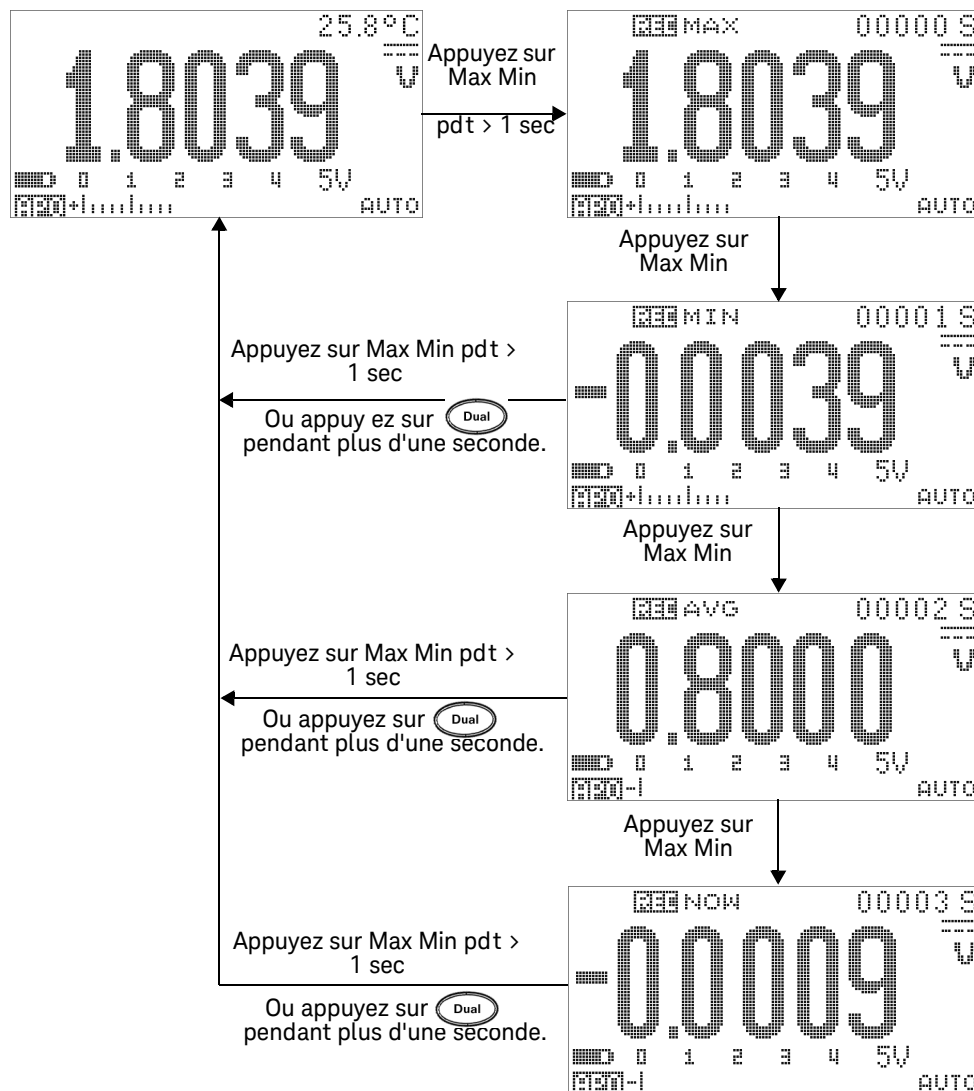 25.8°C
1.8039
V
0 1 2 3 4 5V
AUTO
Appuyez sur
Max Min
pdt > 1 sec
REC MAX 00000 S
1.8039
V
0 1 2 3 4 5V
AUTO
Appuyez sur
Max Min
REC MIN 00001 S
-0.0039
V
0 1 2 3 4 5V
AUTO
Appuyez sur Max Min pdt >
1 sec
Ou appuy ez sur Dual
pendant plus d'une seconde.
Appuyez sur
Max Min
REC AVG 00002 S
0.8000
V
0 1 2 3 4 5V
AUTO
Appuyez sur Max Min pdt >
1 sec
Ou appuyez sur Dual
pendant plus d'une seconde.
Appuyez sur
Max Min
REC NOW 00003 S
-0.0009
V
0 1 2 3 4 5V
AUTO
Appuyez sur Max Min pdt >
1 sec
Ou appuyez sur Dual
pendant plus d'une seconde.